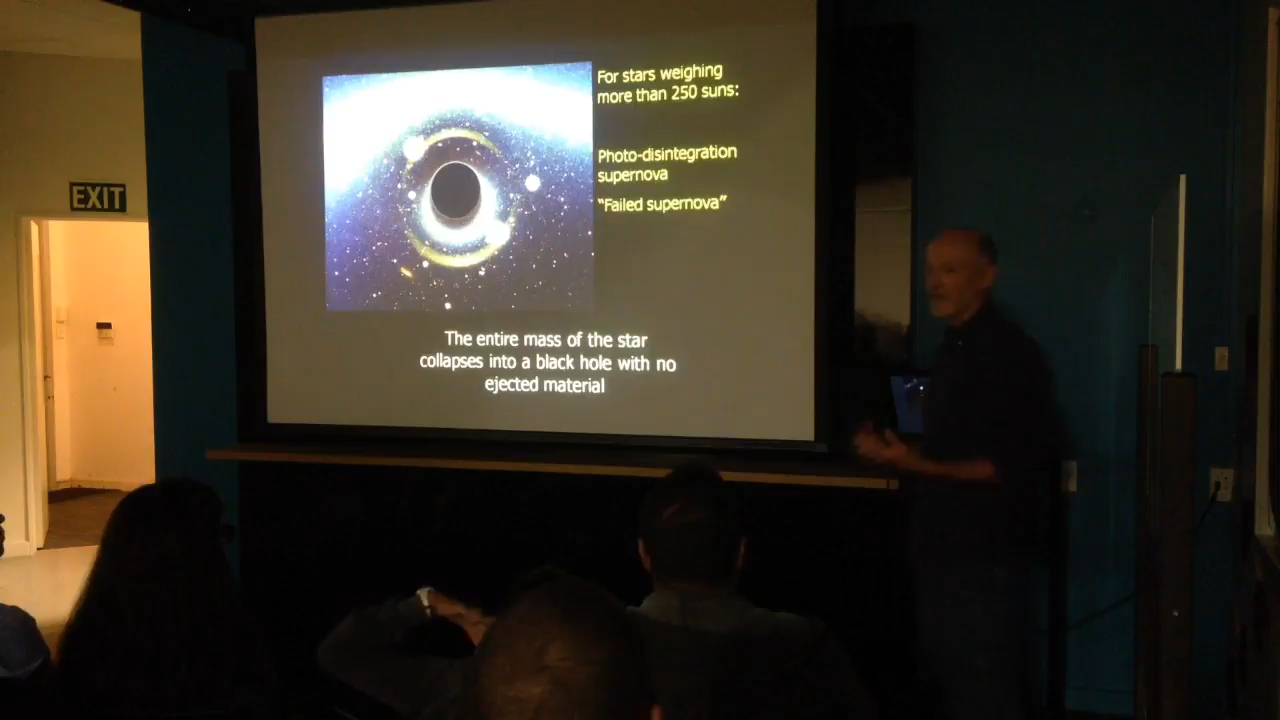 EXIT
For stars weighing
more than 250 suns:
Photo-disintegration
supernova
“Failed supernova”
The entire mass of the star
collapses into a black hole with no
ejected material